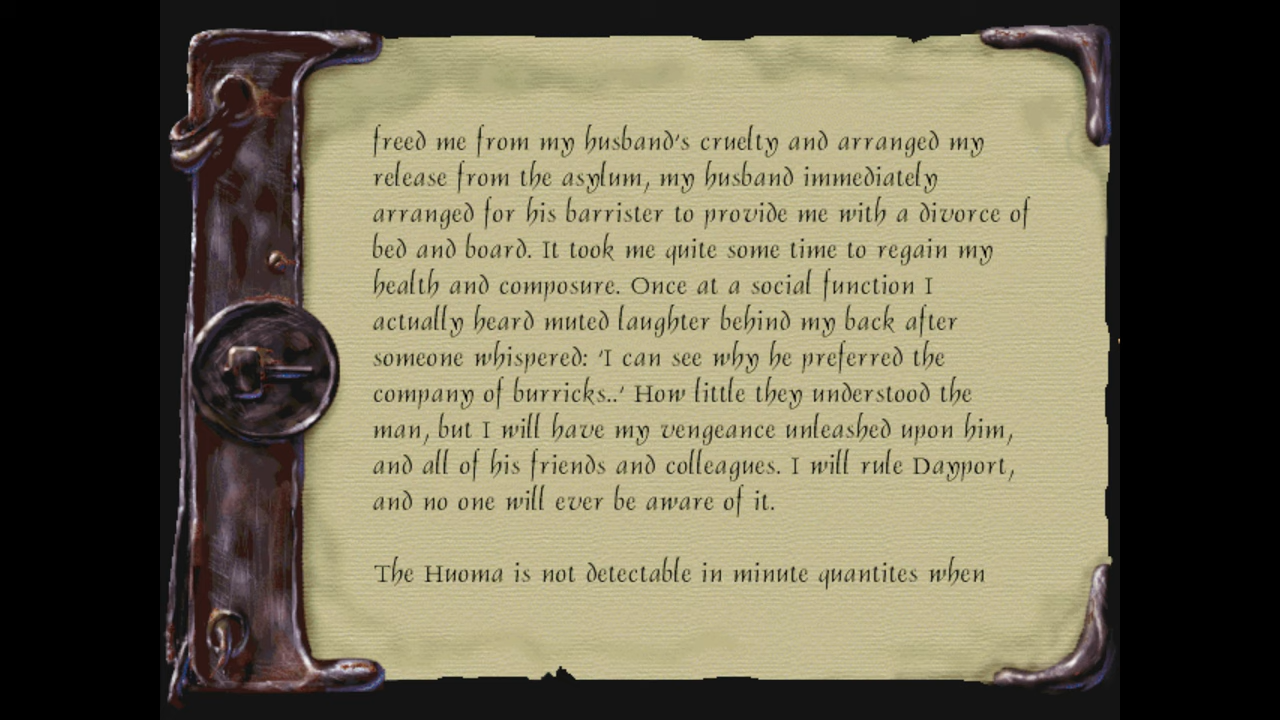 freed me from my husband's cruelty and arranged my
release from the asylum, my husband immediately
arranged for his barrister to provide me with a divorce of
bed and board. It took me quite some time to regain my
health and composure. Once at a social function I
actually heard muted laughter behind my back after
someone whispered: 'I can see why he preferred the
company of burricks..' How little they understood the
man, but I will have my vengeance unleashed upon him,
and all of his friends and colleagues. I will rule Dayport,
and no one will ever be aware of it.
The Huoma is not detectable in minute quantites when